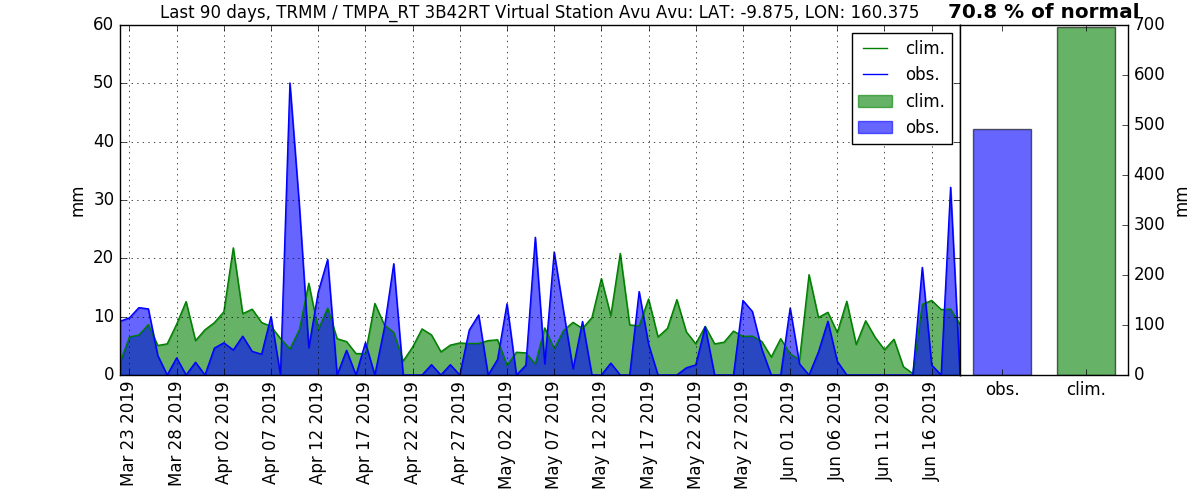 Last 90 days, TRMM / TMPA_RT 3B42RT Virtual Station Avu Avu: LAT: -9.875, LON: 160.375
70.8 % of normal
mm
60
50
40
30
20
10
0
clim.
obs.
clim.
obs.
Mar 23 2019
Mar 28 2019
Apr 02 2019
Apr 07 2019
Apr 12 2019
Apr 17 2019
Apr 22 2019
Apr 27 2019
May 02 2019
May 07 2019
May 12 2019
May 17 2019
May 22 2019
May 27 2019
Jun 01 2019
Jun 06 2019
Jun 11 2019
Jun 16 2019
700
600
500
400
300
200
100
0
mm
obs.
clim.